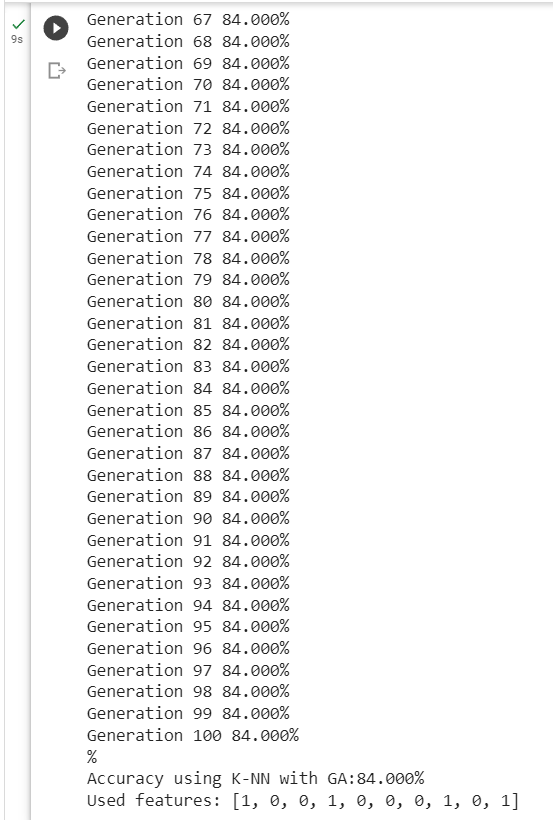 9s
Generation 67 84.000%
Generation 68 84.000%
Generation 69 84.000%
Generation 70 84.000%
Generation 71 84.000%
Generation 72 84.000%
Generation 73 84.000%
Generation 74 84.000%
Generation 75 84.000%
Generation 76 84.000%
Generation 77 84.000%
Generation 78 84.000%
Generation 79 84.000%
Generation 80 84.000%
Generation 81 84.000%
Generation 82 84.000%
Generation 83 84.000%
Generation 84 84.000%
Generation 85 84.000%
Generation 86 84.000%
Generation 87 84.000%
Generation 88 84.000%
Generation 89 84.000%
Generation 90 84.000%
Generation 91 84.000%
Generation 92 84.000%
Generation 93 84.000%
Generation 94 84.000%
Generation 95 84.000%
Generation 96 84.000%
Generation 97 84.000%
Generation 98 84.000%
Generation 99 84.000%
Generation 100 84.000%
%
Accuracy using K-NN with GA:84.000%
Used features: [1, 0, 0, 1, 0, 0, 0, 1, 0, 1]